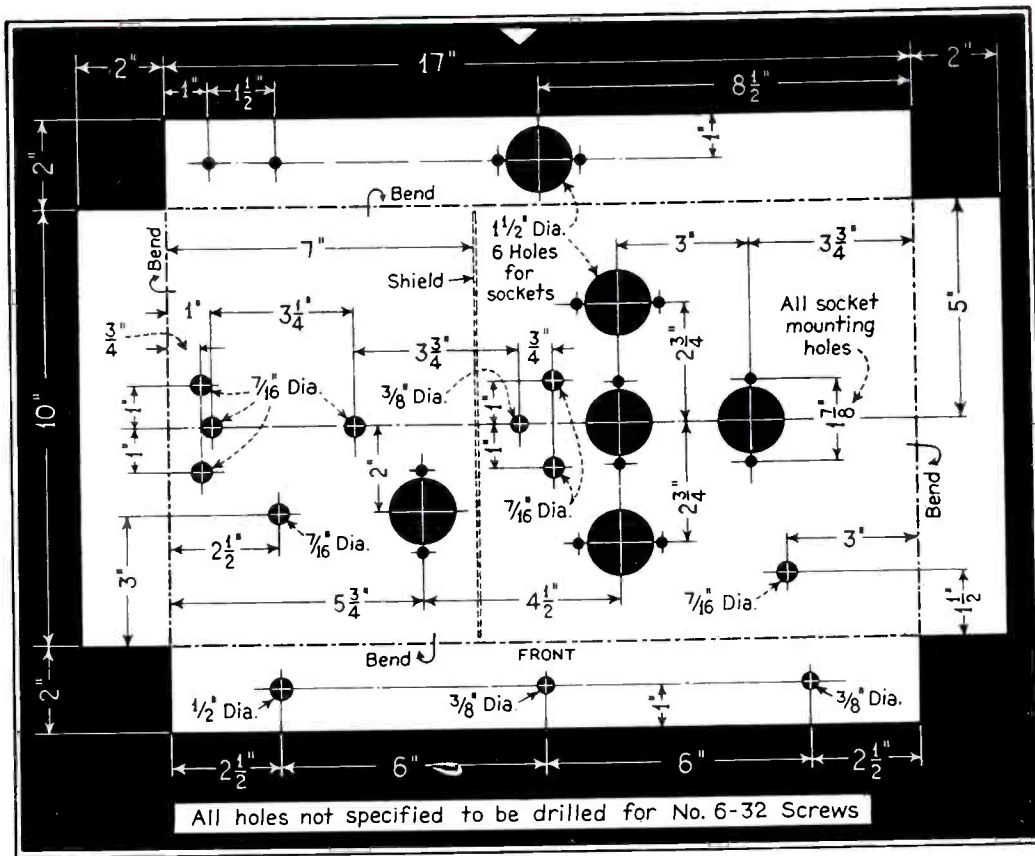 2" 17" 2"
1" 1 1/2" 8 1/2"
2" 1"
Bend
1 1/2" Dia.
6 Holes
for
sockets
Bend
7" 3" 3 3/4"
Shield
All socket
mounting
holes
5"
1" 3 1/4"
3/4" 3 3/4" 3/4" 2 3/4"
7/16" Dia. 3/8" Dia.
10" 1" 1" 1 7/8"
1" 2" 1"
7/16" Dia. 2 3/4"
Bend
2 1/2" 7/16" Dia. 3"
3" 5 3/4" 4 1/2" 7/16" Dia. 1 1/2"
Bend FRONT
2" 1/2" Dia. 3/8" Dia. 1" 3/8" Dia.
2 1/2" 6" 6" 2 1/2"
All holes not specified to be drilled for No. 6-32 Screws